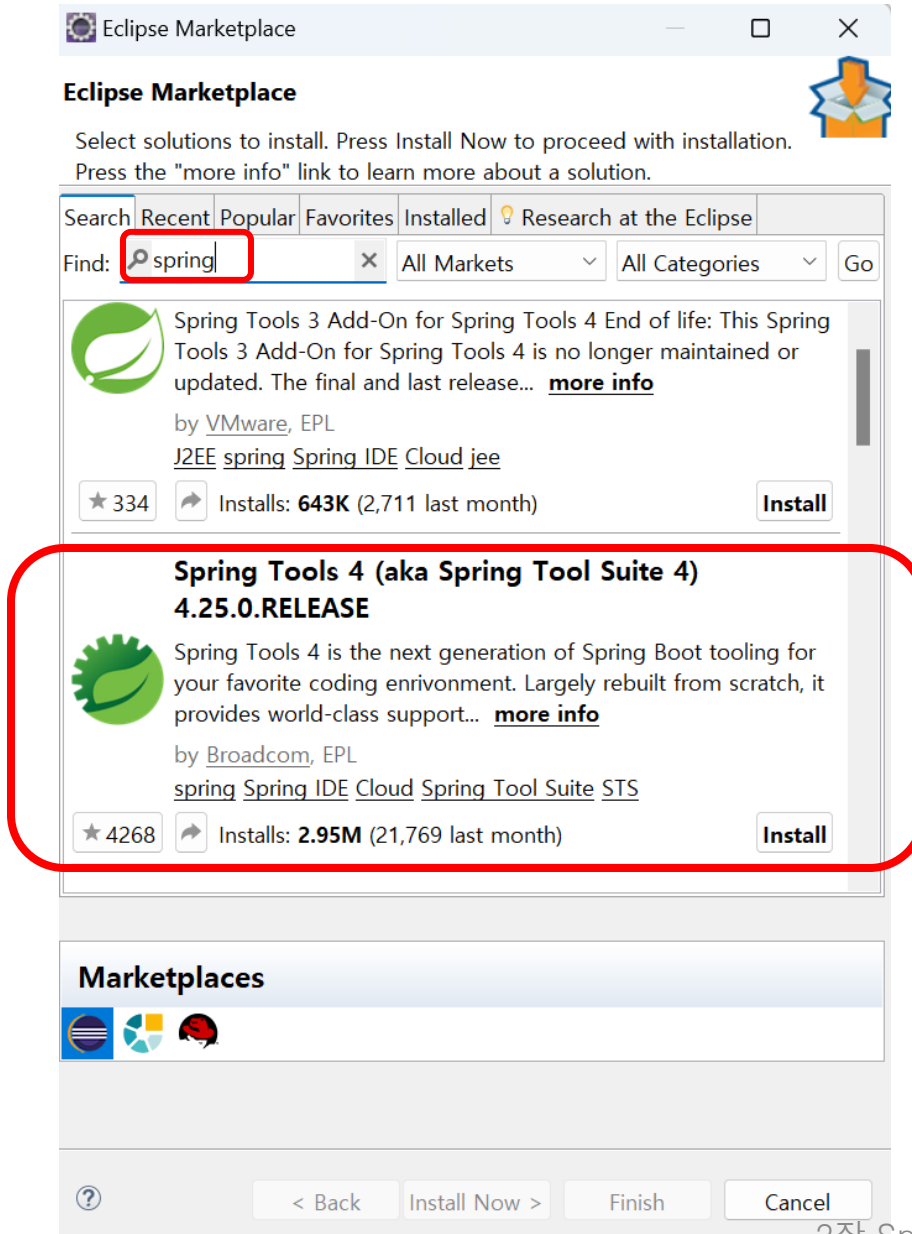 Eclipse Marketplace
Eclipse Marketplace
Select solutions to install. Press Install Now to proceed with installation.
Press the "more info" link to learn more about a solution.
Search Recent Popular Favorites Installed Research at the Eclipse
Find: spring All Markets All Categories Go
Spring Tools 3 Add-On for Spring Tools 4 End of life: This Spring
Tools 3 Add-On for Spring Tools 4 is no longer maintained or
updated. The final and last release... more info
by VMware, EPL
J2EE spring Spring IDE Cloud jee
334 Installs: 643K (2,711 last month) Install
Spring Tools 4 (aka Spring Tool Suite 4)
4.25.0.RELEASE
Spring Tools 4 is the next generation of Spring Boot tooling for
your favorite coding enrivonment. Largely rebuilt from scratch, it
provides world-class support... more info
by Broadcom, EPL
spring Spring IDE Cloud Spring Tool Suite STS
4268 Installs: 2.95M (21,769 last month) Install
Marketplaces
? < Back Install Now > Finish Cancel